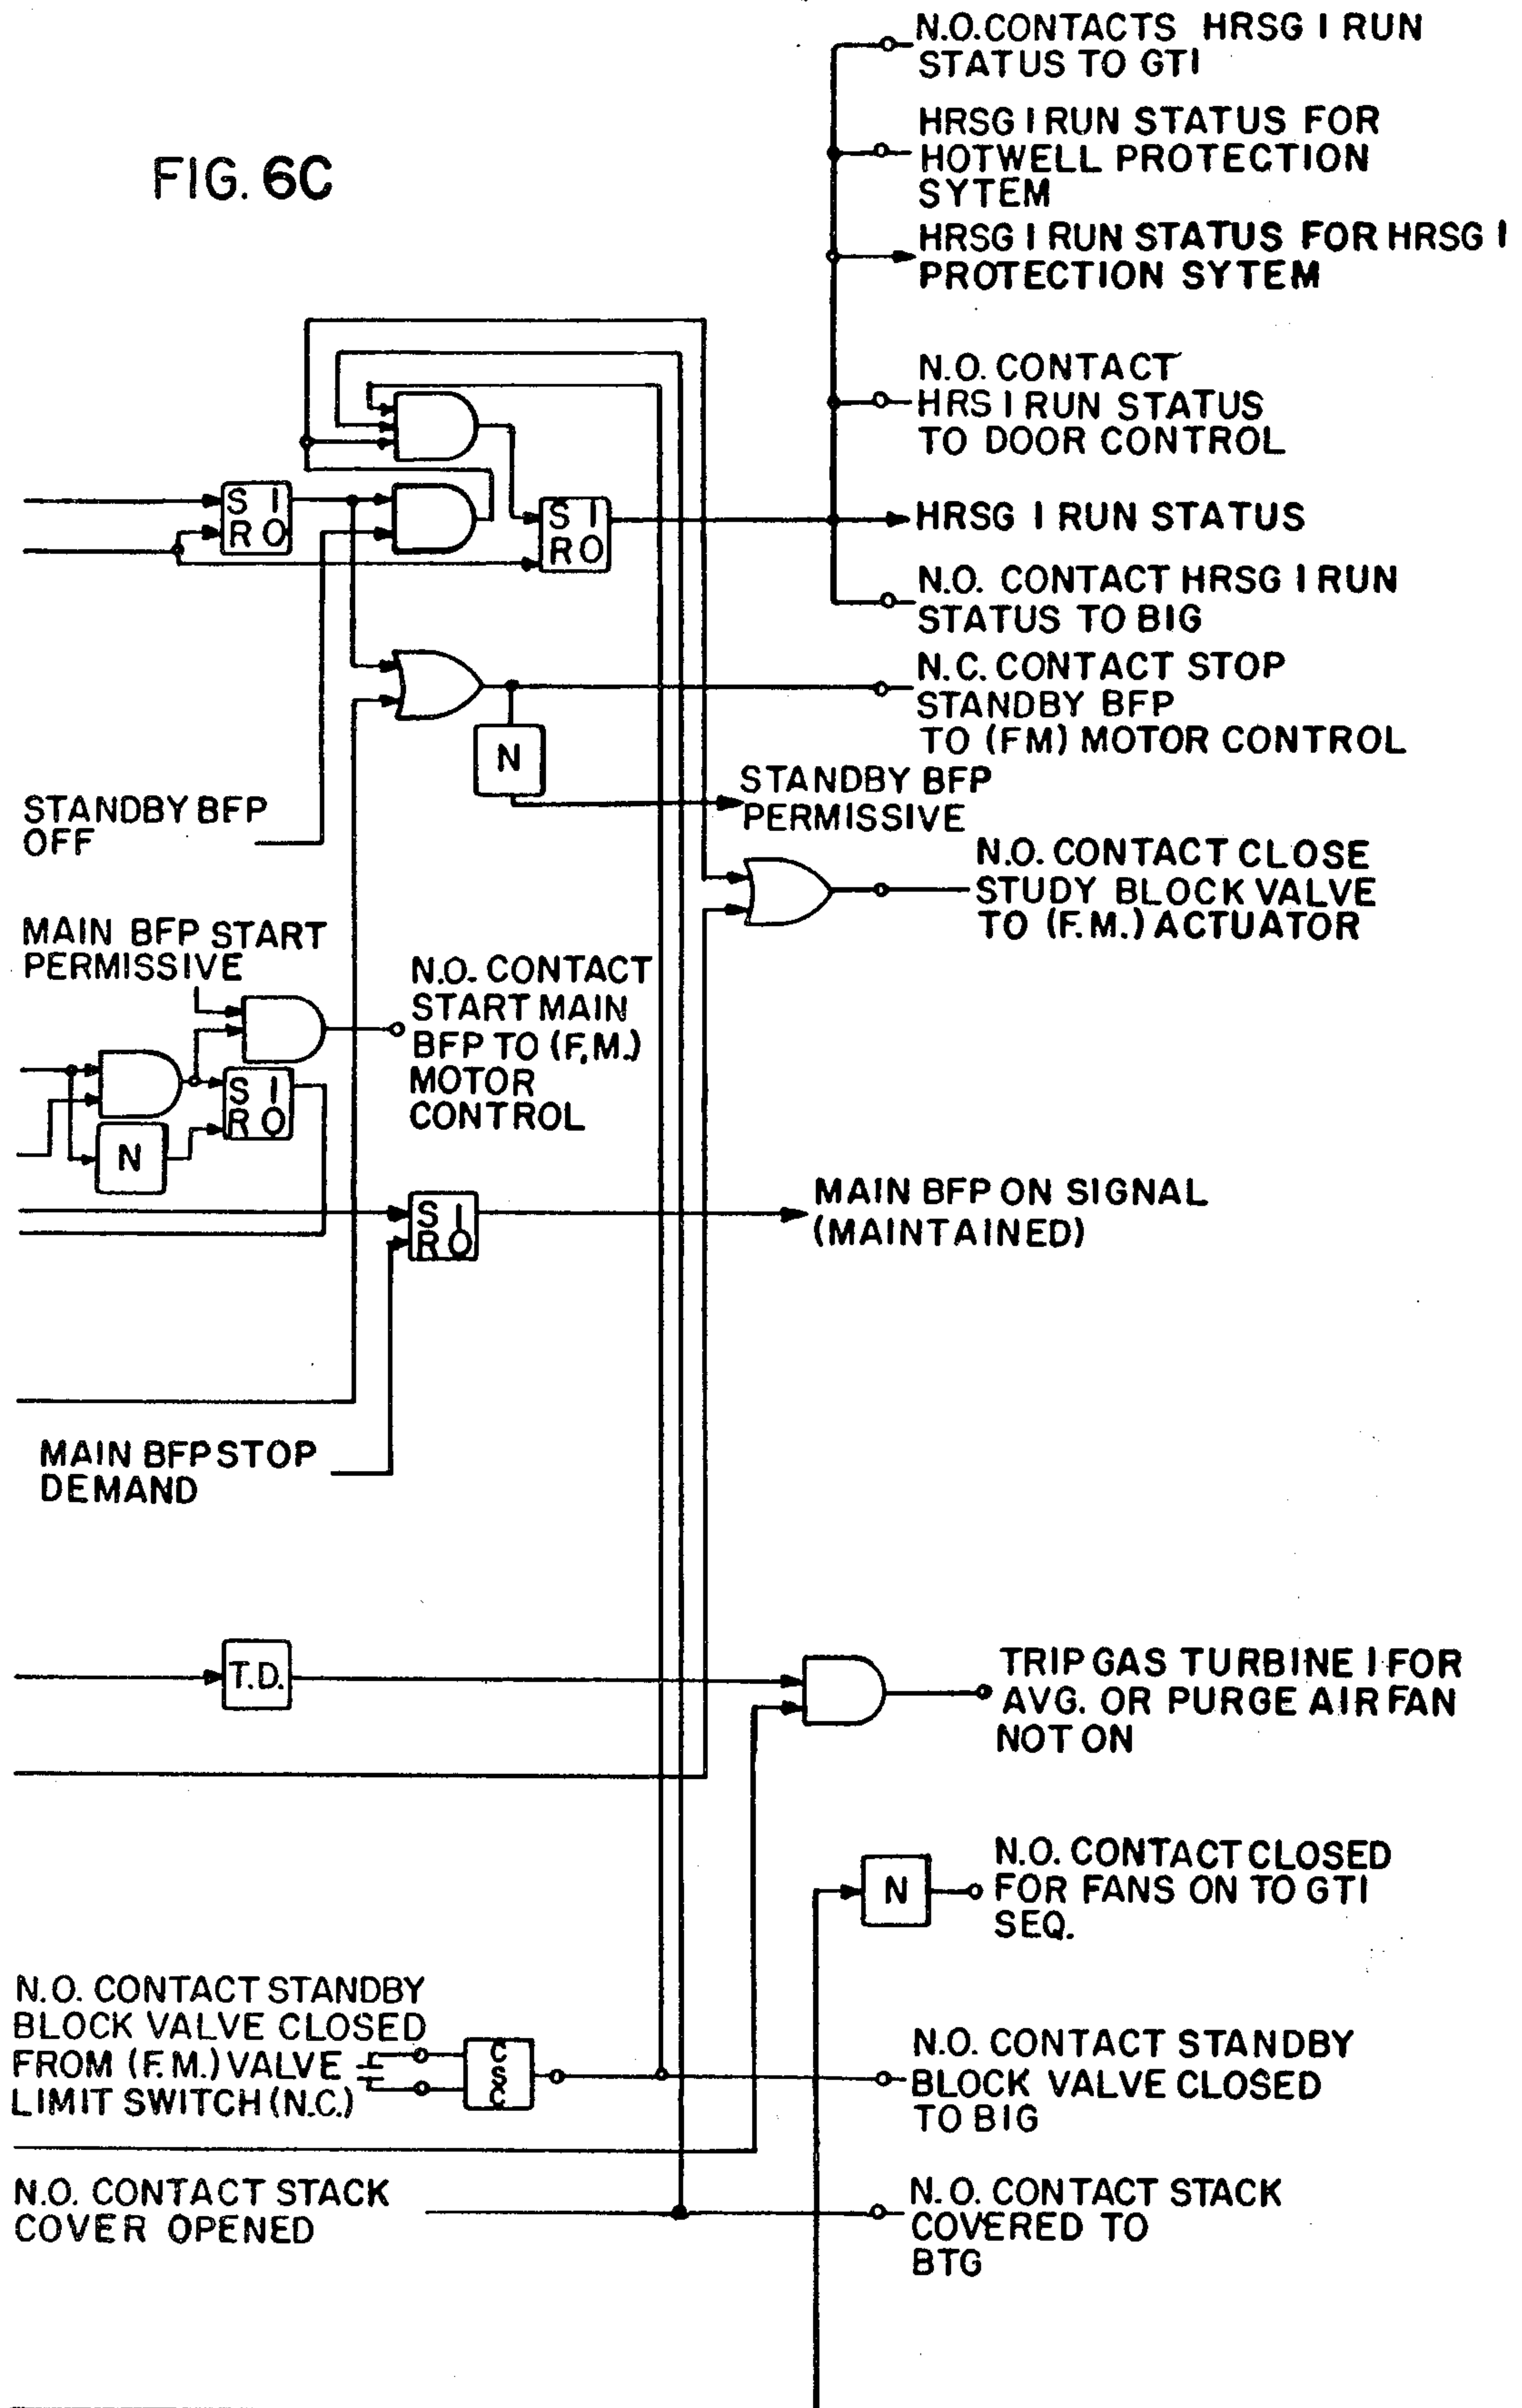 FIG. 6C
N.O. CONTACTS HRSG I RUN
STATUS TO GTI
HRSG I RUN STATUS FOR
HOTWELL PROTECTION
SYTEM
HRSG I RUN STATUS FOR HRSG I
PROTECTION SYTEM
N.O. CONTACT
HRS I RUN STATUS
TO DOOR CONTROL
S I
R O
S I
R O
HRSG I RUN STATUS
N.O. CONTACT HRSG I RUN
STATUS TO BIG
N.C. CONTACT STOP
STANDBY BFP
TO (FM) MOTOR CONTROL
N
STANDBY BFP
PERMISSIVE
STANDBY BFP
OFF
N.O. CONTACT CLOSE
STUDY BLOCK VALVE
TO (F.M.) ACTUATOR
MAIN BFP START
PERMISSIVE
N.O. CONTACT
START MAIN
BFP TO (F.M.)
MOTOR
CONTROL
S I
R O
N
S I
R O
MAIN BFP ON SIGNAL
(MAINTAINED)
MAIN BFP STOP
DEMAND
T.D.
TRIP GAS TURBINE I FOR
AVG. OR PURGE AIR FAN
NOT ON
N
N.O. CONTACT CLOSED
FOR FANS ON TO GTI
SEQ.
N.O. CONTACT STANDBY
BLOCK VALVE CLOSED
FROM (F.M.) VALVE
LIMIT SWITCH (N.C.)
C
S
C
N.O. CONTACT STANDBY
BLOCK VALVE CLOSED
TO BIG
N.O. CONTACT STACK
COVER OPENED
N.O. CONTACT STACK
COVERED TO
BTG